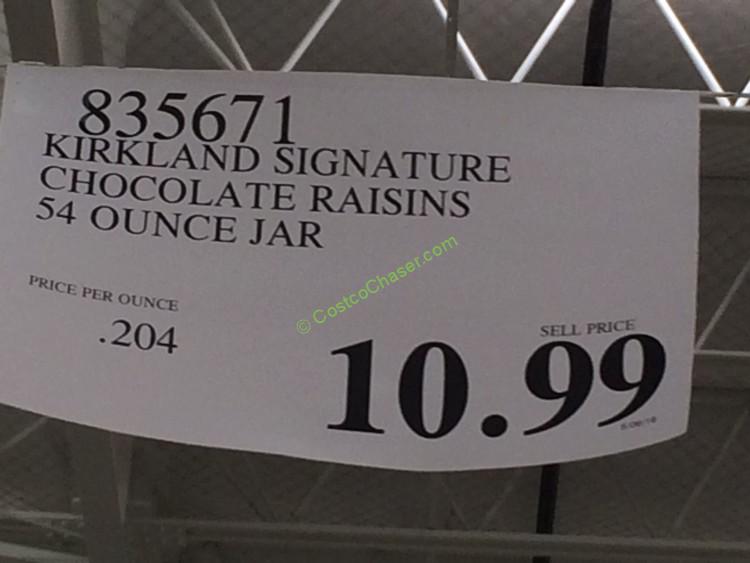 835671
KIRKLAND SIGNATURE
CHOCOLATE RAISINS
54 OUNCE JAR
© CostcoChaser.com
PRICE PER OUNCE
.204
SELL PRICE
10.99